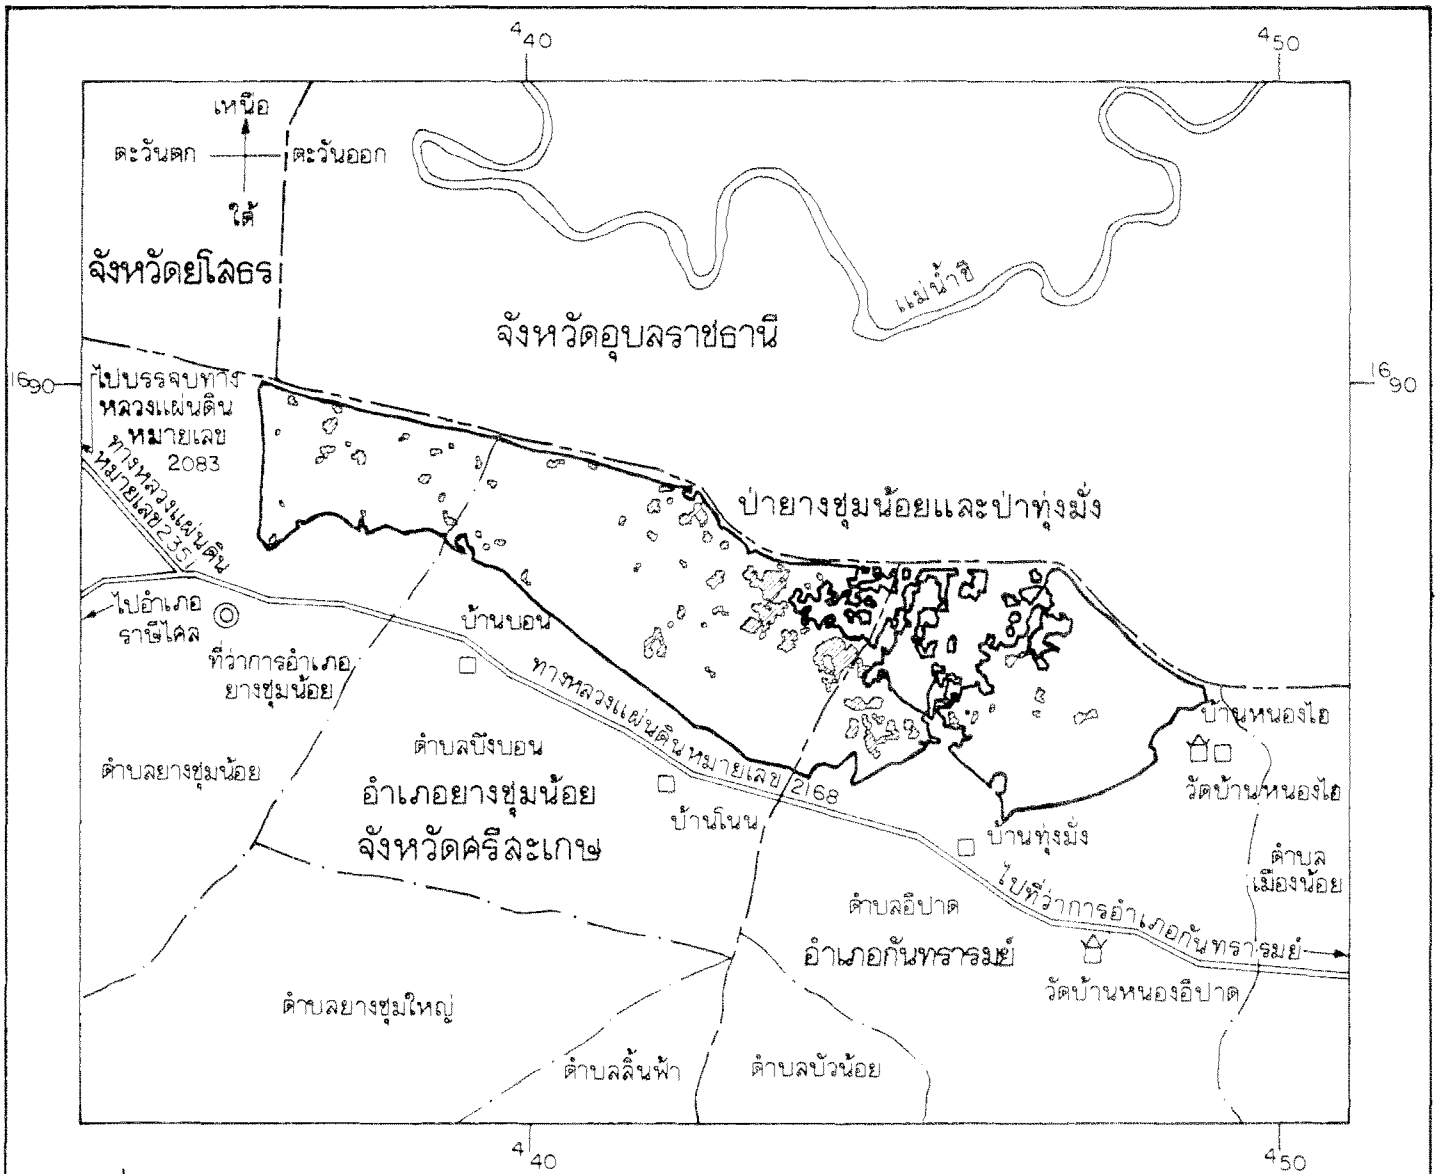 440
450
เหนือ
ตะวันตก
ตะวันออก
ใต้
จังหวัดยโสธร
แม่น้ำชี
จังหวัดอุบลราชธานี
1690
1690
ไปบรรจบทาง
หลวงแผ่นดิน
หมายเลข
2083
ทางหลวงแผ่นดิน
หมายเลข 2351
ป่ายางชุมน้อยและป่าทุ่งมั่ง
ไปอำเภอ
ราษีไศล
ที่ว่าการอำเภอ
ยางชุมน้อย
บ้านบอน
ทางหลวงแผ่นดินหมายเลข 2168
บ้านหนองไฮ
วัดบ้านหนองไฮ
ตำบลยางชุมน้อย
ตำบลบึงบอน
อำเภอยางชุมน้อย
จังหวัดศรีสะเกษ
บ้านโนน
บ้านทุ่งมั่ง
ตำบล
เมืองน้อย
ตำบลอีปาด
อำเภอกันทรารมย์
ไปที่ว่าการอำเภอกันทรารมย์
วัดบ้านหนองอีปาด
ตำบลยางชุมใหญ่
ตำบลลิ้นฟ้า
ตำบลบัวน้อย
440
450